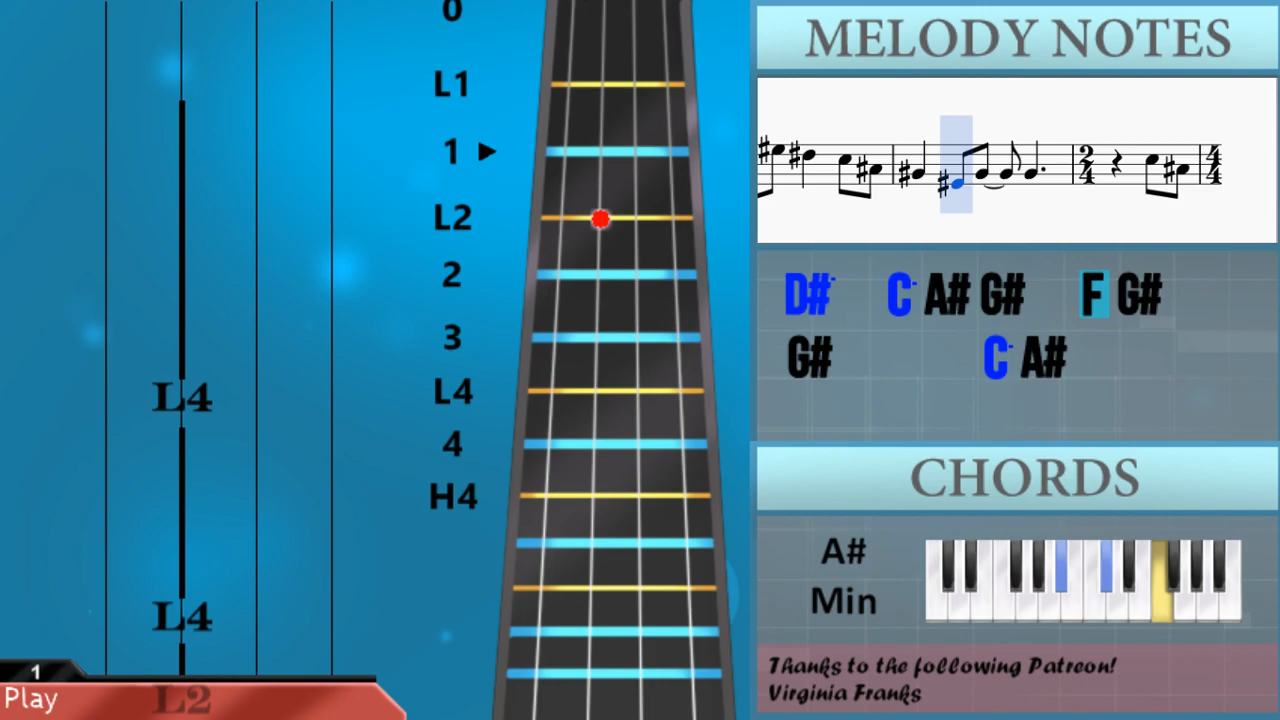 0
L1
1
L2
2
3
L4
4
H4
L4
L4
1
Play
L2
MELODY NOTES
2
4
4
4
D#- C- A# G# F G#
G# C- A#
CHORDS
A#
Min
Thanks to the following Patreon!
Virginia Franks